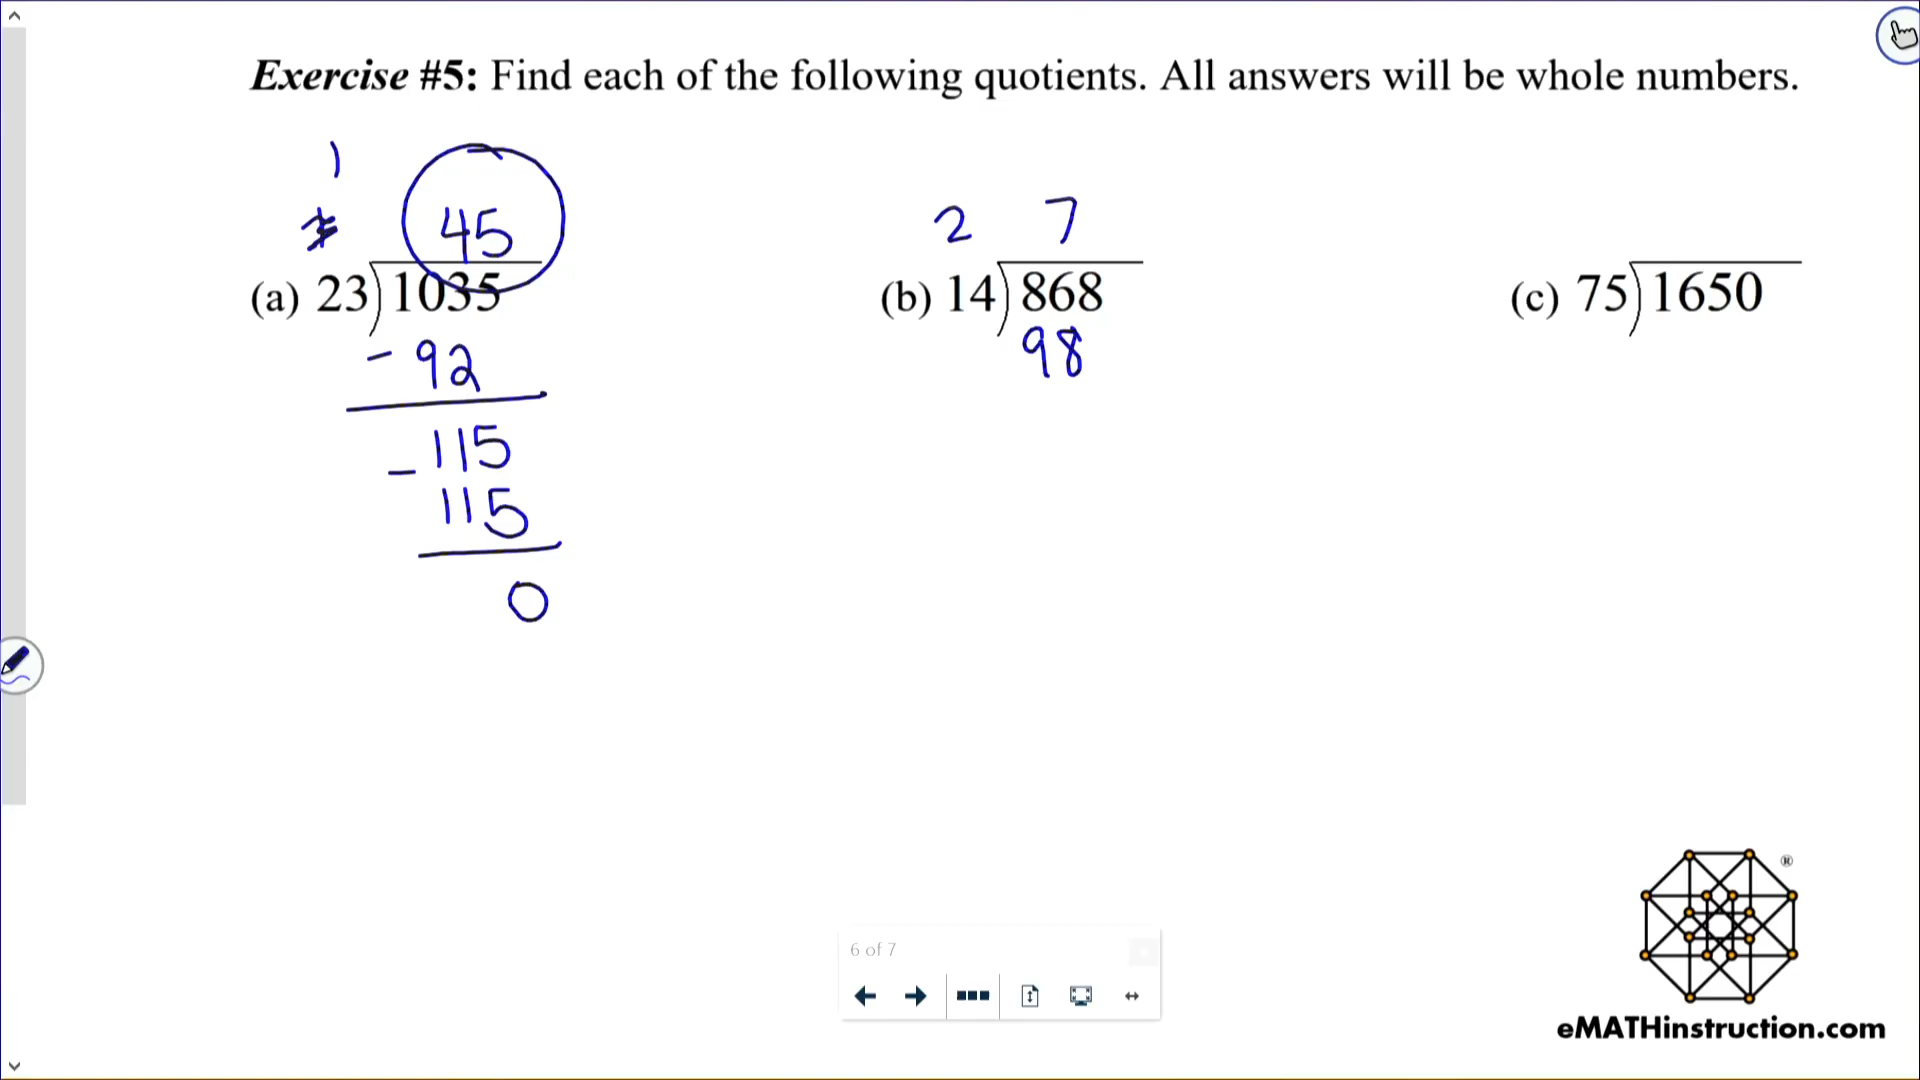 Exercise #5: Find each of the following quotients. All answers will be whole numbers.
1
45
(a) 23)1035
- 92
- 115
115
0
2 7
(b) 14)868
98
(c) 75)1650
6 of 7
®
eMATHinstruction.com